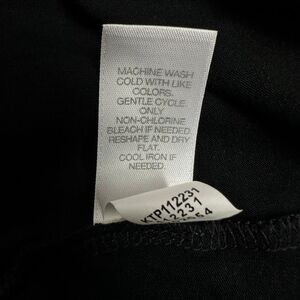 MACHINE WASH
COLD WITH LIKE
COLORS.
GENTLE CYCLE.
ONLY
NON-CHLORINE
BLEACH IF NEEDED.
RESHAPE AND DRY
FLAT.
COOL IRON IF
NEEDED.
KTP112231